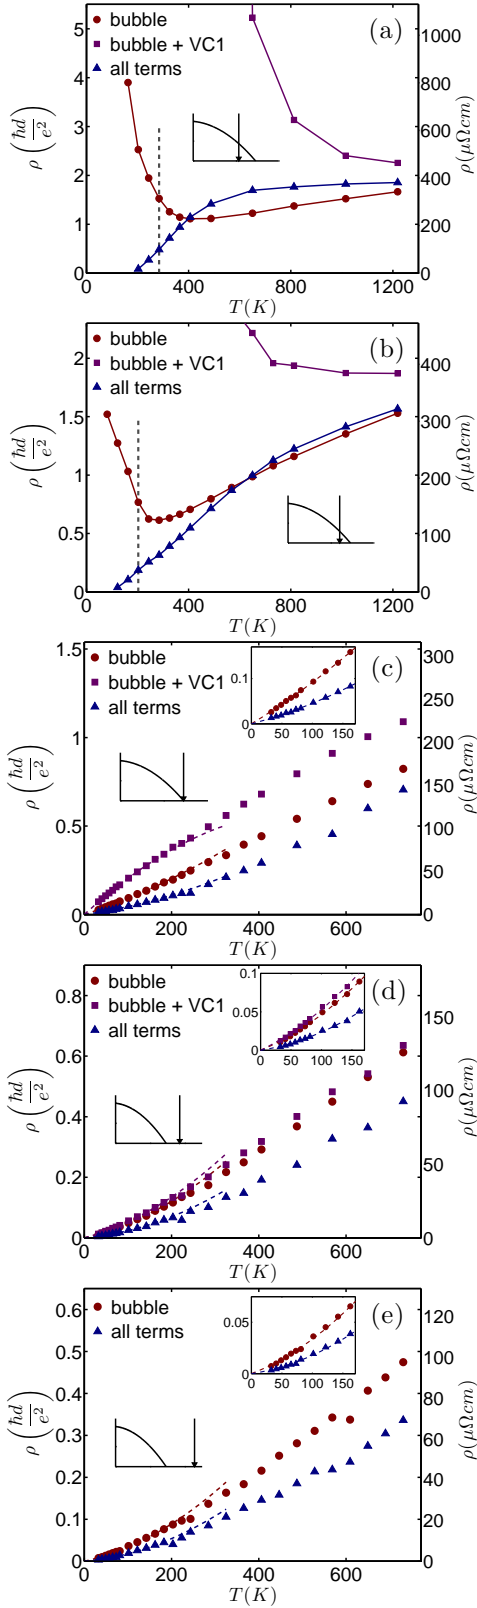 (a)
bubble
bubble + VC1
all terms
ρ (ħd/e²)
ρ(μΩcm)
5
4
3
2
1
0
1000
800
600
400
200
0
0 400 800 1200
T(K)
(b)
bubble
bubble + VC1
all terms
ρ (ħd/e²)
ρ(μΩcm)
2
1.5
1
0.5
0
400
300
200
100
0
0 400 800 1200
T(K)
(c)
bubble
bubble + VC1
all terms
ρ (ħd/e²)
ρ(μΩcm)
1.5
1
0.5
0
300
250
200
150
100
50
0
0.1
0
0 50 100 150
0 200 400 600
T(K)
(d)
bubble
bubble + VC1
all terms
ρ (ħd/e²)
ρ(μΩcm)
0.8
0.6
0.4
0.2
0
150
100
50
0
0.1
0.05
0
0 50 100 150
0 200 400 600
T(K)
(e)
bubble
all terms
ρ (ħd/e²)
ρ(μΩcm)
0.6
0.5
0.4
0.3
0.2
0.1
0
120
100
80
60
40
20
0
0.05
0
0 50 100 150
0 200 400 600
T(K)